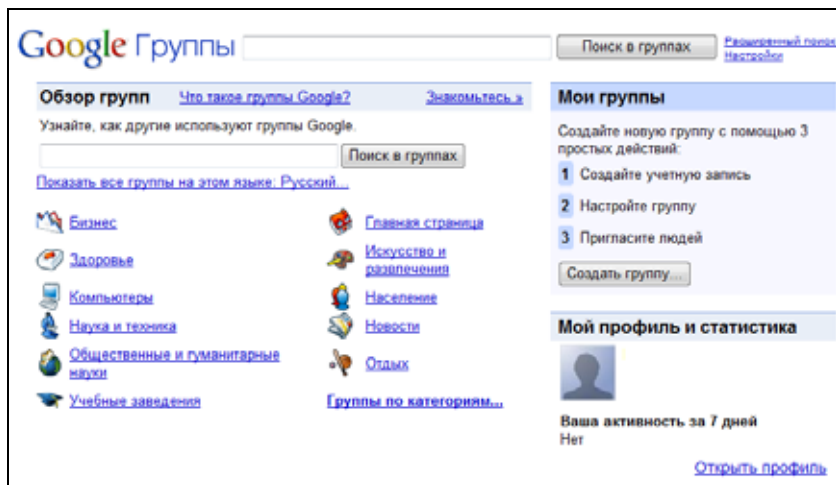 Google Группы
Поиск в группах
Расширенный поиск
Настройки
Обзор групп
Что такое группы Google?
Знакомьтесь »
Узнайте, как другие используют группы Google.
Поиск в группах
Показать все группы на этом языке: Русский...
Бизнес
Главная страница
Здоровье
Искусство и
развлечения
Компьютеры
Население
Наука и техника
Новости
Общественные и гуманитарные
науки
Отдых
Учебные заведения
Группы по категориям...
Мои группы
Создайте новую группу с помощью 3
простых действий:
1 Создайте учетную запись
2 Настройте группу
3 Пригласите людей
Создать группу...
Мой профиль и статистика
Ваша активность за 7 дней
Нет
Открыть профиль